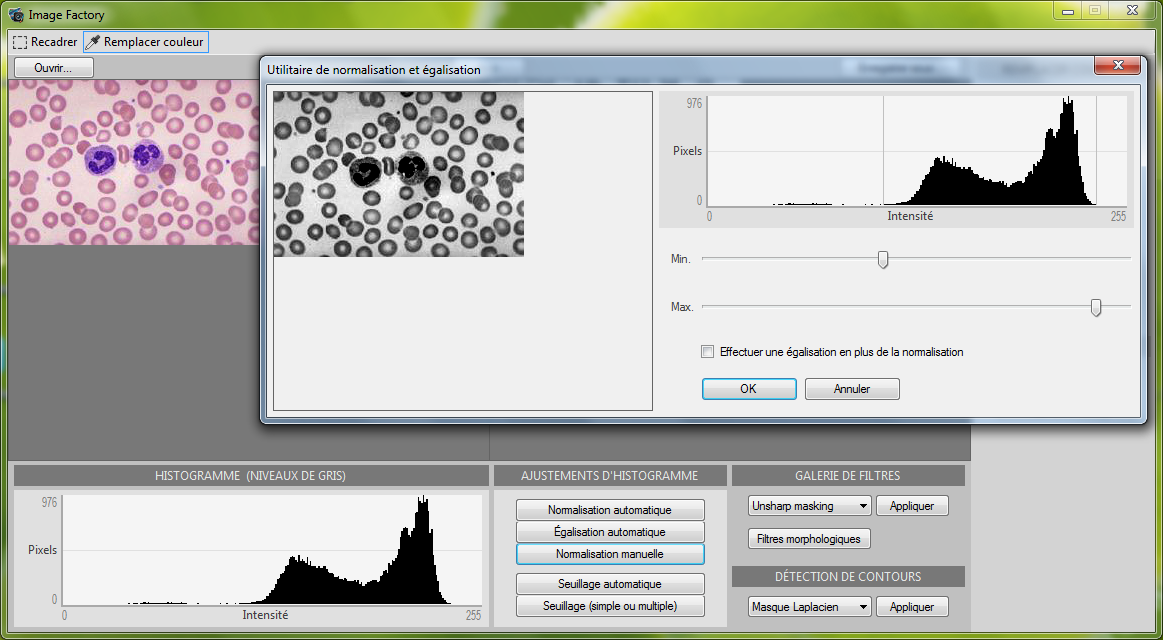 Image Factory
Recadrer
Remplacer couleur
Ouvrir...
Utilitaire de normalisation et égalisation
976
Pixels
0
0
Intensité
255
Min.
Max.
Effectuer une égalisation en plus de la normalisation
OK
Annuler
HISTOGRAMME (NIVEAUX DE GRIS)
976
Pixels
0
0
Intensité
255
AJUSTEMENTS D'HISTOGRAMME
Normalisation automatique
Égalisation automatique
Normalisation manuelle
Seuillage automatique
Seuillage (simple ou multiple)
GALERIE DE FILTRES
Unsharp masking
Appliquer
Filtres morphologiques
DÉTECTION DE CONTOURS
Masque Laplacien
Appliquer